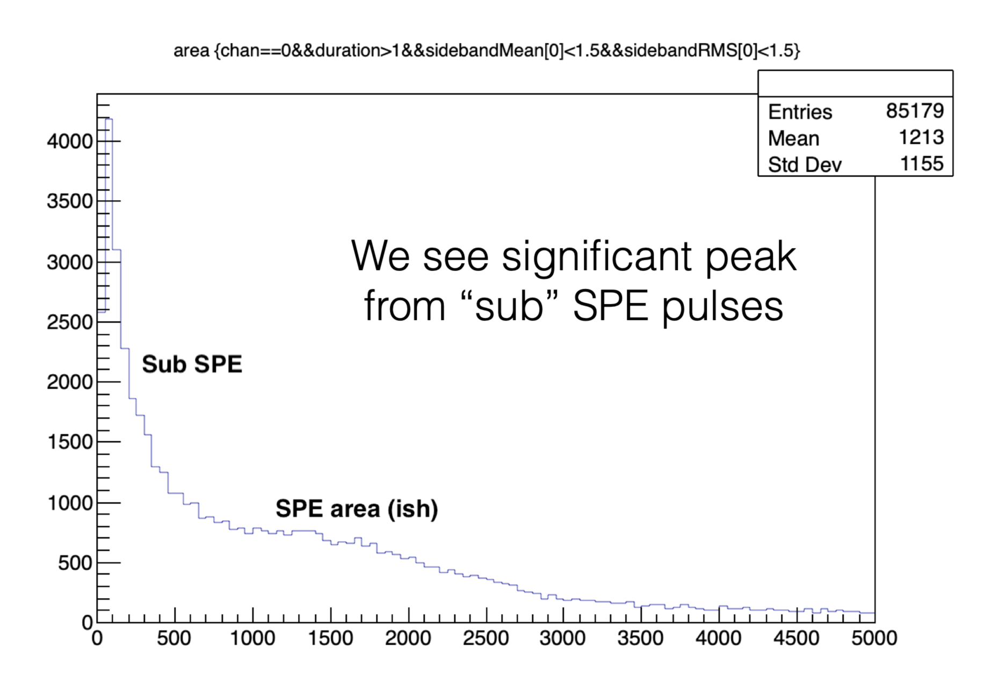 area {chan==0&&duration>1&&sidebandMean[0]<1.5&&sidebandRMS[0]<1.5}
Entries 85179
Mean 1213
Std Dev 1155
We see significant peak
from “sub” SPE pulses
Sub SPE
SPE area (ish)
4000
3500
3000
2500
2000
1500
1000
500
0
0 500 1000 1500 2000 2500 3000 3500 4000 4500 5000